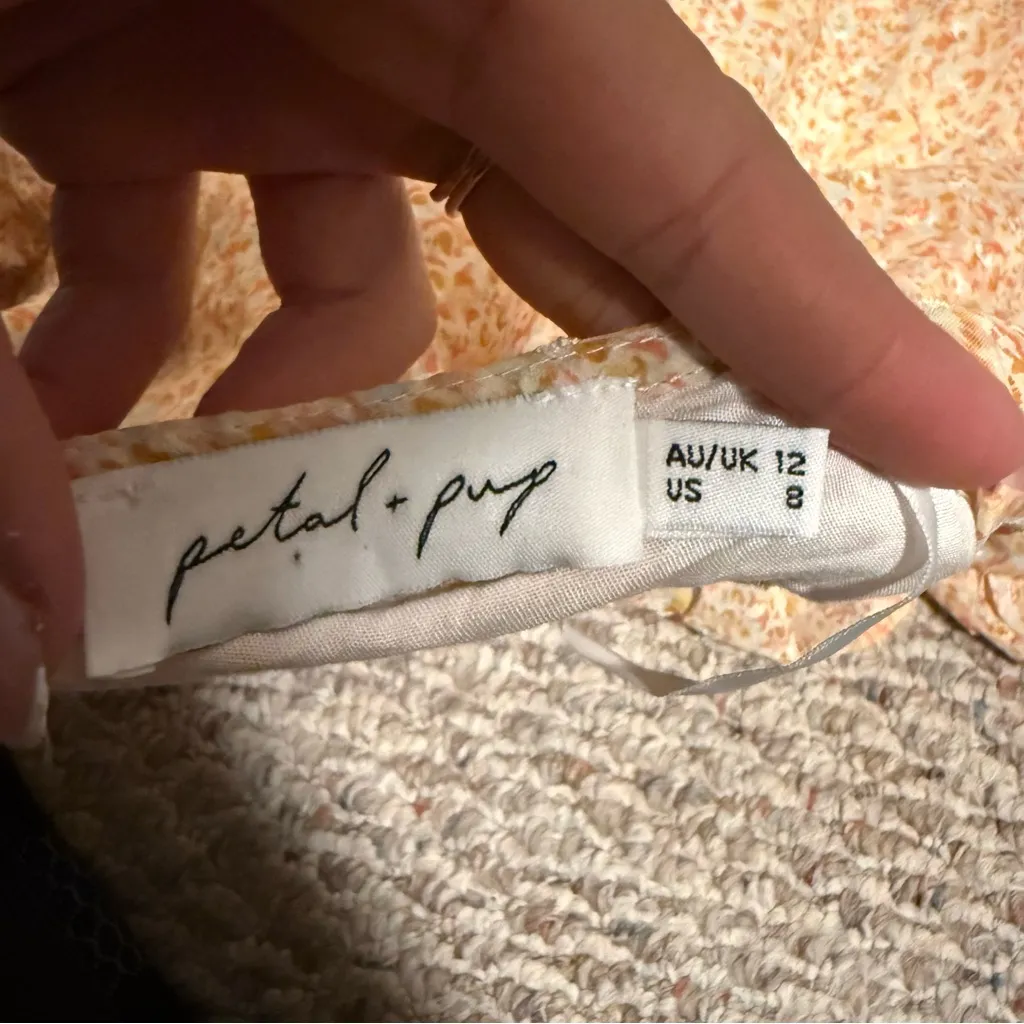 petal + pup
AU/UK 12
US 8